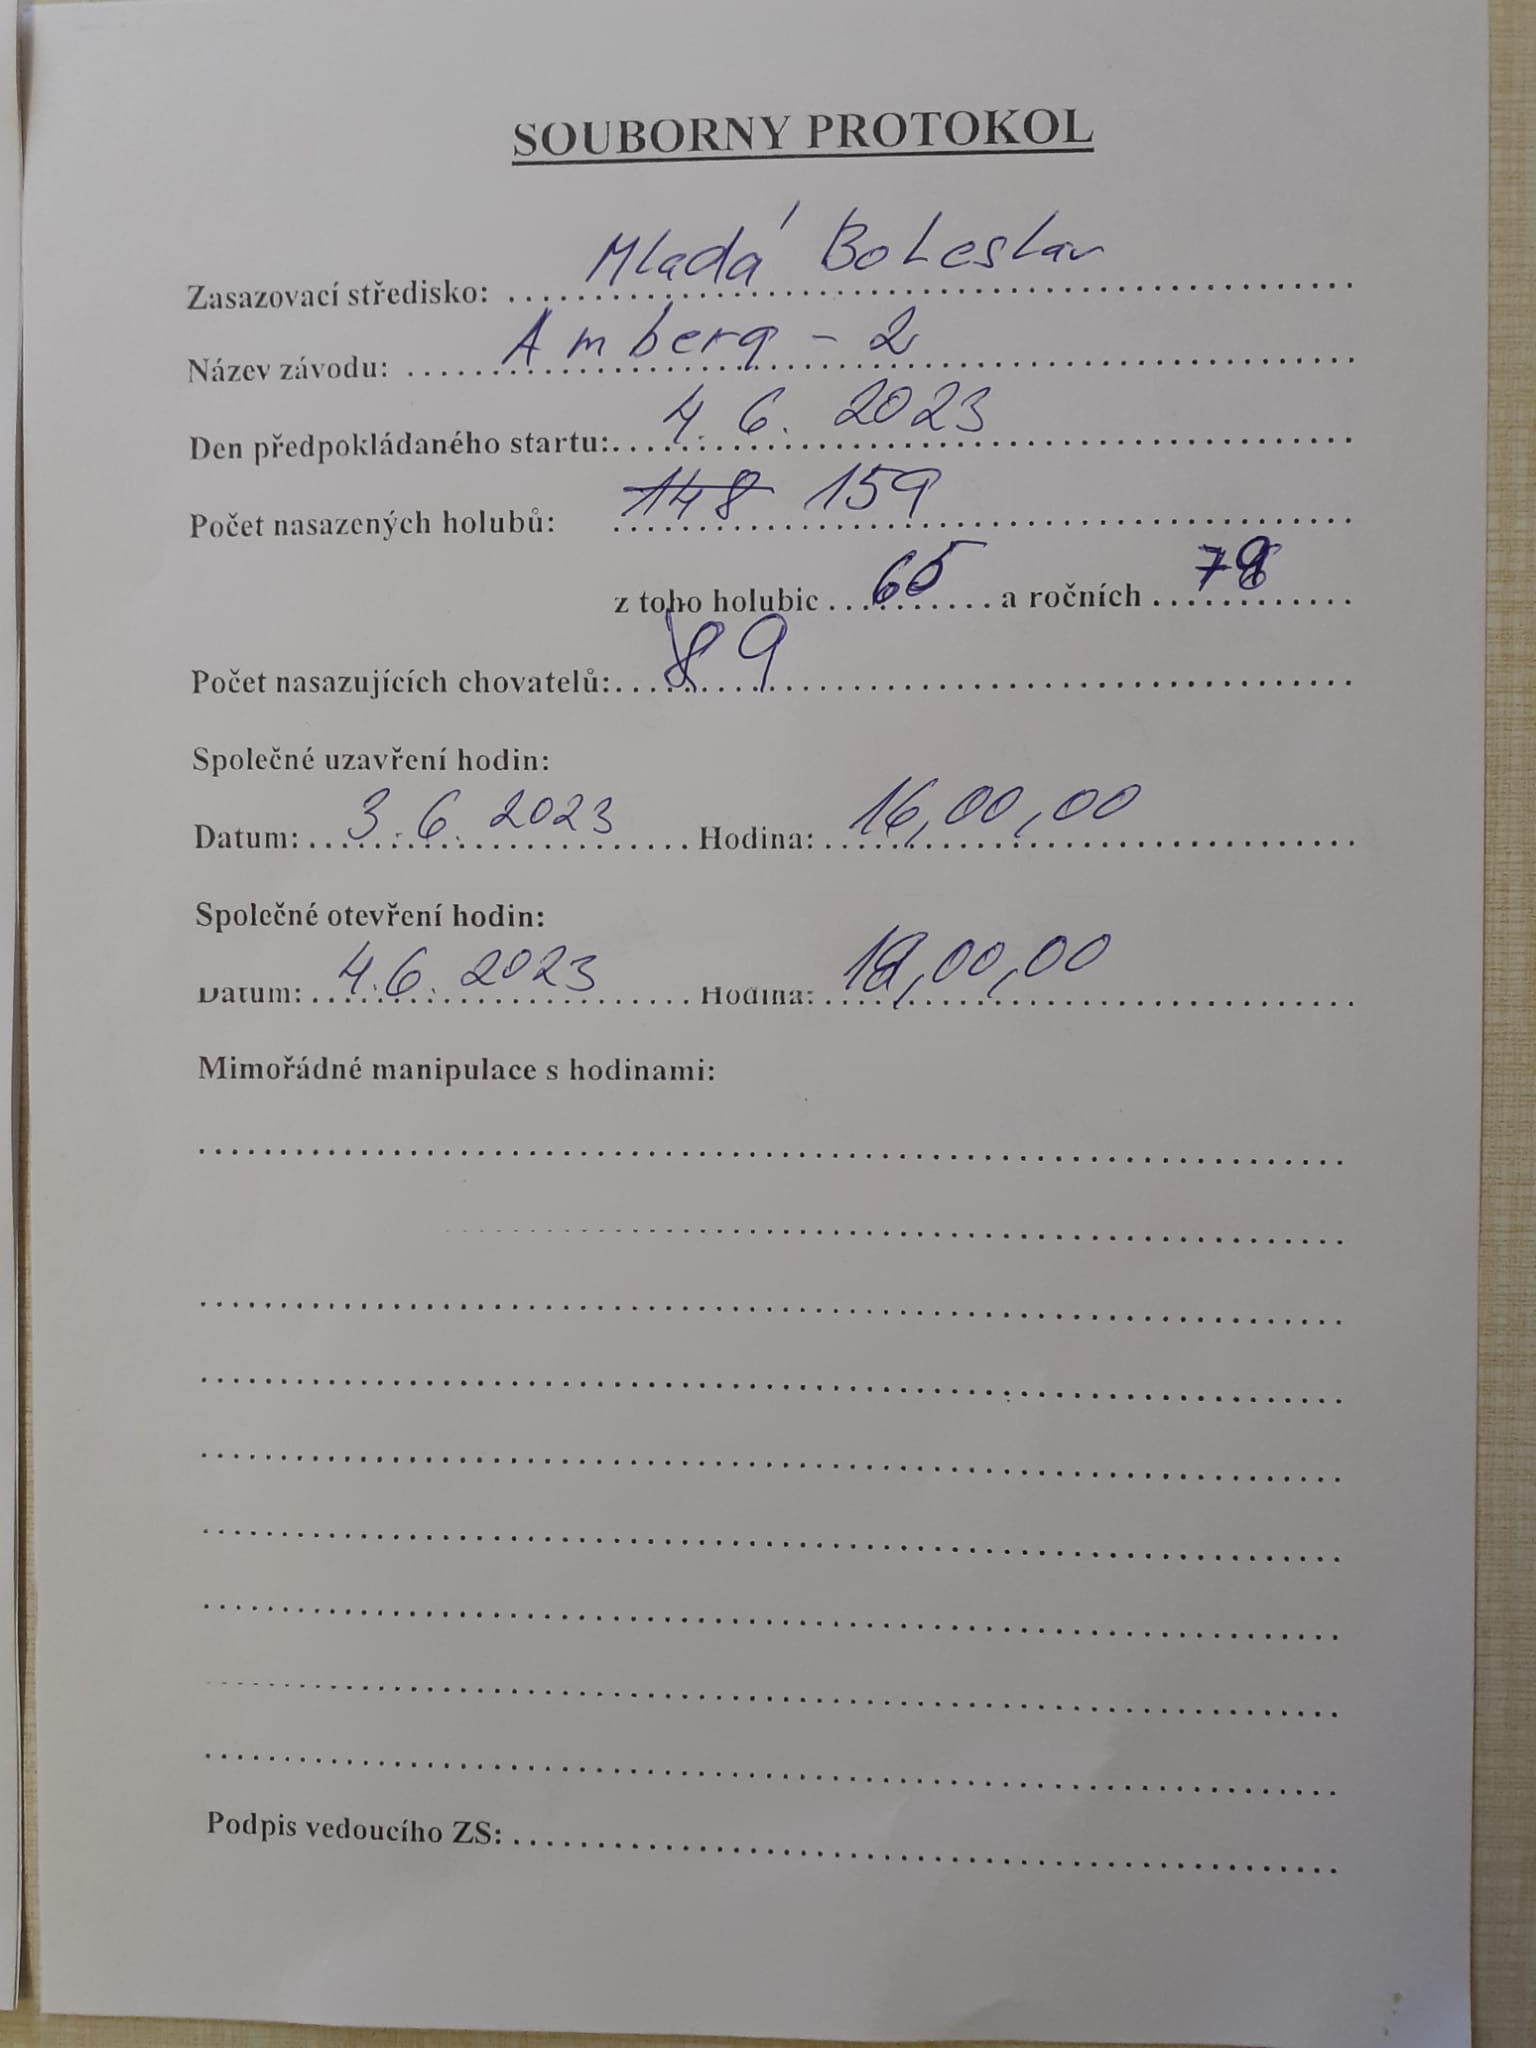 SOUBORNY PROTOKOL
Zasazovací středisko: Mladá Boleslav
Název závodu: Amberg - 2
Den předpokládaného startu: 4. 6. 2023
Počet nasazených holubů: 148 159
z toho holubic 65 a ročních
Počet nasazujících chovatelů: 9
Společné uzavření hodin:
Datum: 3.6. 2023 Hodina: 16,00,00
Společné otevření hodin:
Datum: 4.6. 2023 Hodina:
Mimořádné manipulace s hodinami:
Podpis vedoucího ZS: